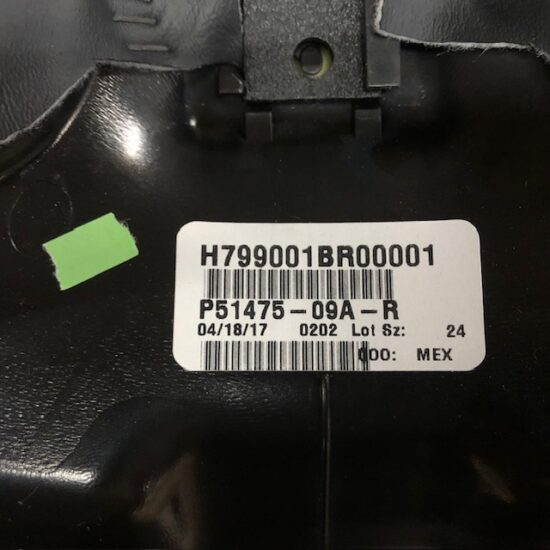 H799001BR00001
P51475-09A-R
04/18/17 0202 Lot Sz: 24
COO: MEX